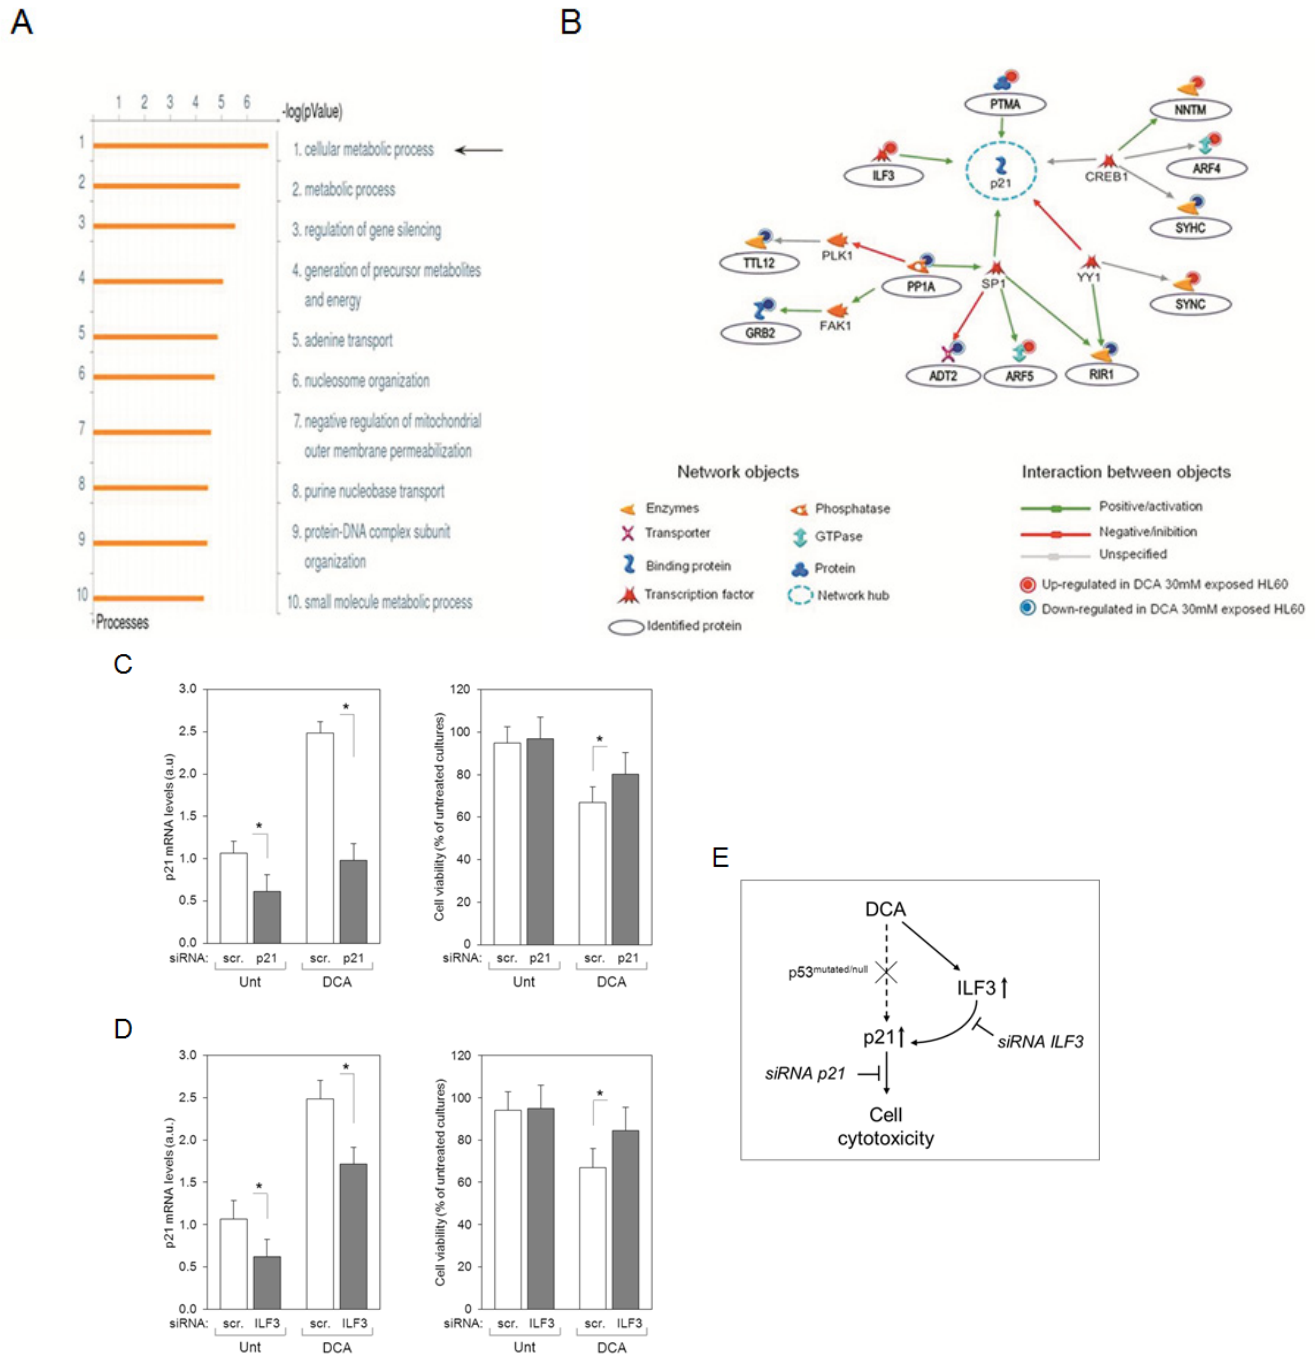 A
1 2 3 4 5 6
-log(pValue)
1
1. cellular metabolic process
2
2. metabolic process
3
3. regulation of gene silencing
4
4. generation of precursor metabolites
and energy
5
5. adenine transport
6
6. nucleosome organization
7
7. negative regulation of mitochondrial
outer membrane permeabilization
8
8. purine nucleobase transport
9
9. protein-DNA complex subunit
organization
10
10. small molecule metabolic process
Processes
B
PTMA
NNTM
ILF3
p21
CREB1
ARF4
SYHC
TTL12
PLK1
PP1A
SP1
YY1
SYNC
GRB2
FAK1
ADT2
ARF5
RIR1
Network objects
Enzymes
Transporter
Binding protein
Transcription factor
Identified protein
Phosphatase
GTPase
Protein
Network hub
Interaction between objects
Positive/activation
Negative/inibition
Unspecified
Up-regulated in DCA 30mM exposed HL60
Down-regulated in DCA 30mM exposed HL60
C
p21 mRNA levels (a.u)
3.0
2.5
2.0
1.5
1.0
0.5
0.0
*
*
siRNA: scr. p21 scr. p21
Unt DCA
Cell viability (% of untreated cultures)
120
100
80
60
40
20
0
*
siRNA: scr. p21 scr. p21
Unt DCA
D
p21 mRNA levels (a.u.)
3.0
2.5
2.0
1.5
1.0
0.5
0.0
*
*
siRNA: scr. ILF3 scr. ILF3
Unt DCA
Cell viability (% of untreated cultures)
120
100
80
60
40
20
0
*
siRNA: scr. ILF3 scr. ILF3
Unt DCA
E
DCA
p53mutated/null
ILF3
p21
siRNA ILF3
siRNA p21
Cell
cytotoxicity